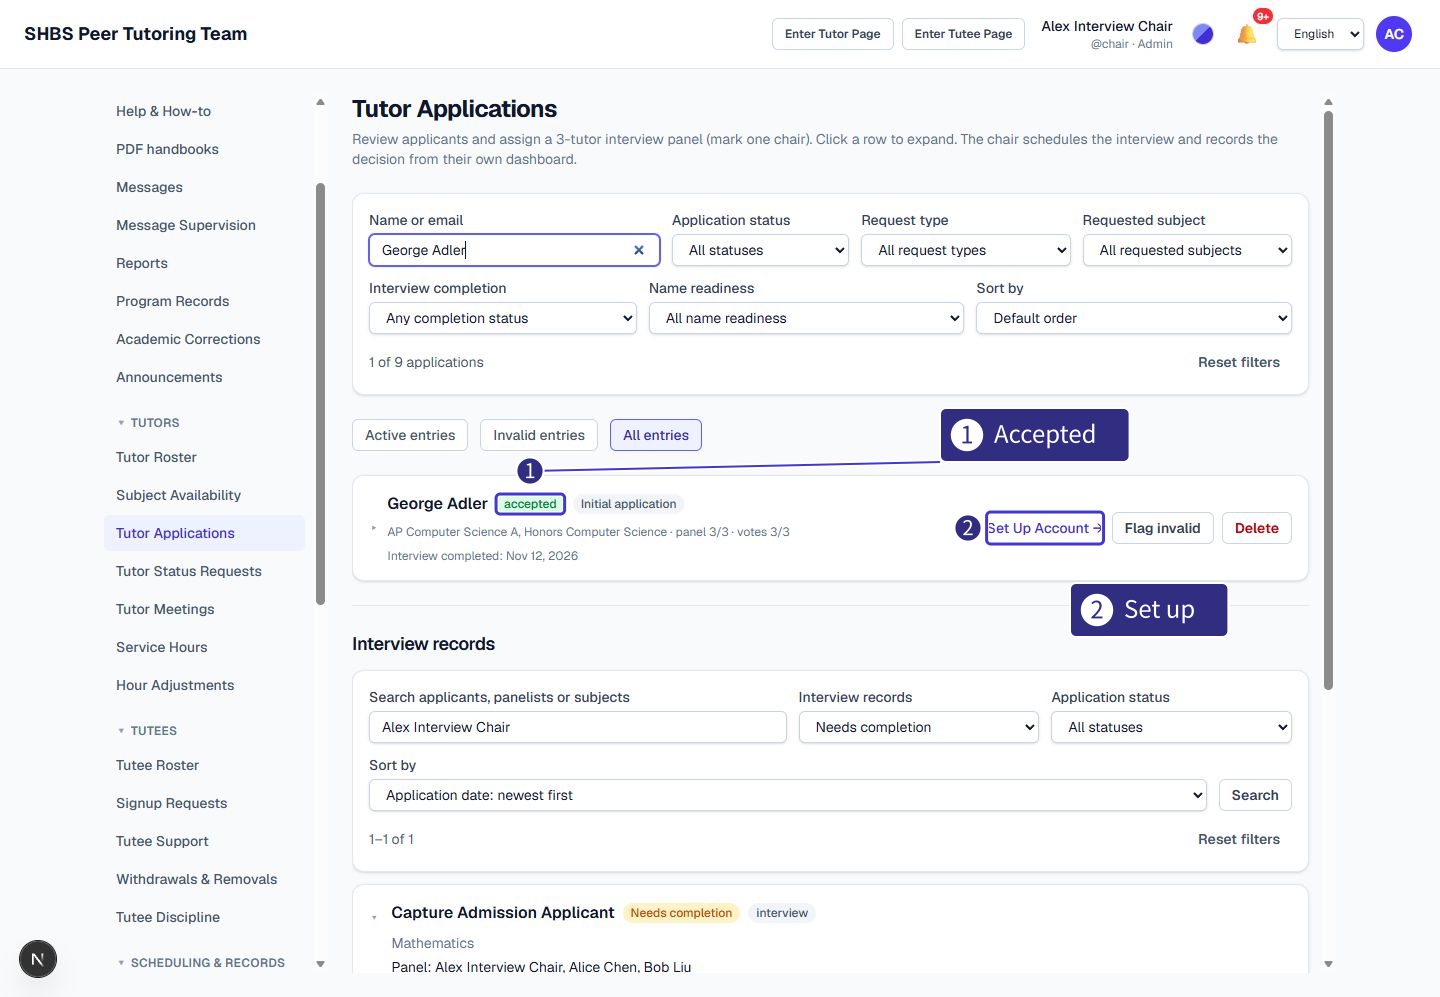 SHBS Peer Tutoring Team
Enter Tutor Page
Enter Tutee Page
Alex Interview Chair
@chair · Admin
9+
English
AC
Help & How-to
PDF handbooks
Messages
Message Supervision
Reports
Program Records
Academic Corrections
Announcements
TUTORS
Tutor Roster
Subject Availability
Tutor Applications
Tutor Status Requests
Tutor Meetings
Service Hours
Hour Adjustments
TUTEES
Tutee Roster
Signup Requests
Tutee Support
Withdrawals & Removals
Tutee Discipline
SCHEDULING & RECORDS
N
Tutor Applications
Review applicants and assign a 3-tutor interview panel (mark one chair). Click a row to expand. The chair schedules the interview and records the
decision from their own dashboard.
Name or email
Application status
Request type
Requested subject
George Adler
All statuses
All request types
All requested subjects
Interview completion
Name readiness
Sort by
Any completion status
All name readiness
Default order
1 of 9 applications
Reset filters
Active entries
Invalid entries
All entries
1 Accepted
1
George Adler accepted Initial application
AP Computer Science A, Honors Computer Science · panel 3/3 · votes 3/3
Interview completed: Nov 12, 2026
2
Set Up Account →
Flag invalid
Delete
2 Set up
Interview records
Search applicants, panelists or subjects
Interview records
Application status
Alex Interview Chair
Needs completion
All statuses
Sort by
Application date: newest first
Search
1–1 of 1
Reset filters
Capture Admission Applicant Needs completion interview
Mathematics
Panel: Alex Interview Chair, Alice Chen, Bob Liu